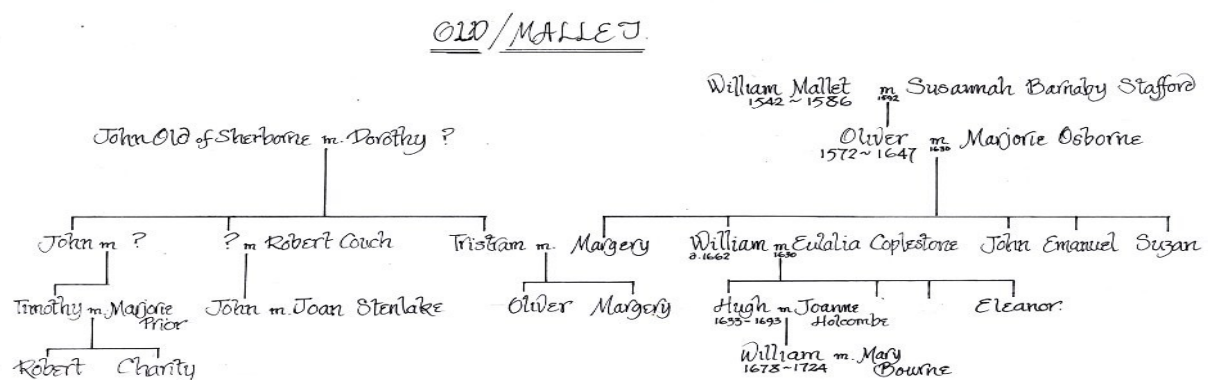 OLD/MALLET.
William Mallet m Susannah Barnaby Stafford
1542~1586
John Old of Sherborne m. Dorothy ?
Oliver m Marjorie Osborne
1572~1647 1630
John m ? ? m Robert Couch Tristram m. Margery William m Eulalia Coplestone John Emanuel Suzan
d.1662 1630
Timothy m Marjorie Prior John m. Joan Stenlake Oliver Margery Hugh m Joanne Holcombe Eleanor.
1633~1693
Robert Charity William m. Mary Bourne
1678~1724